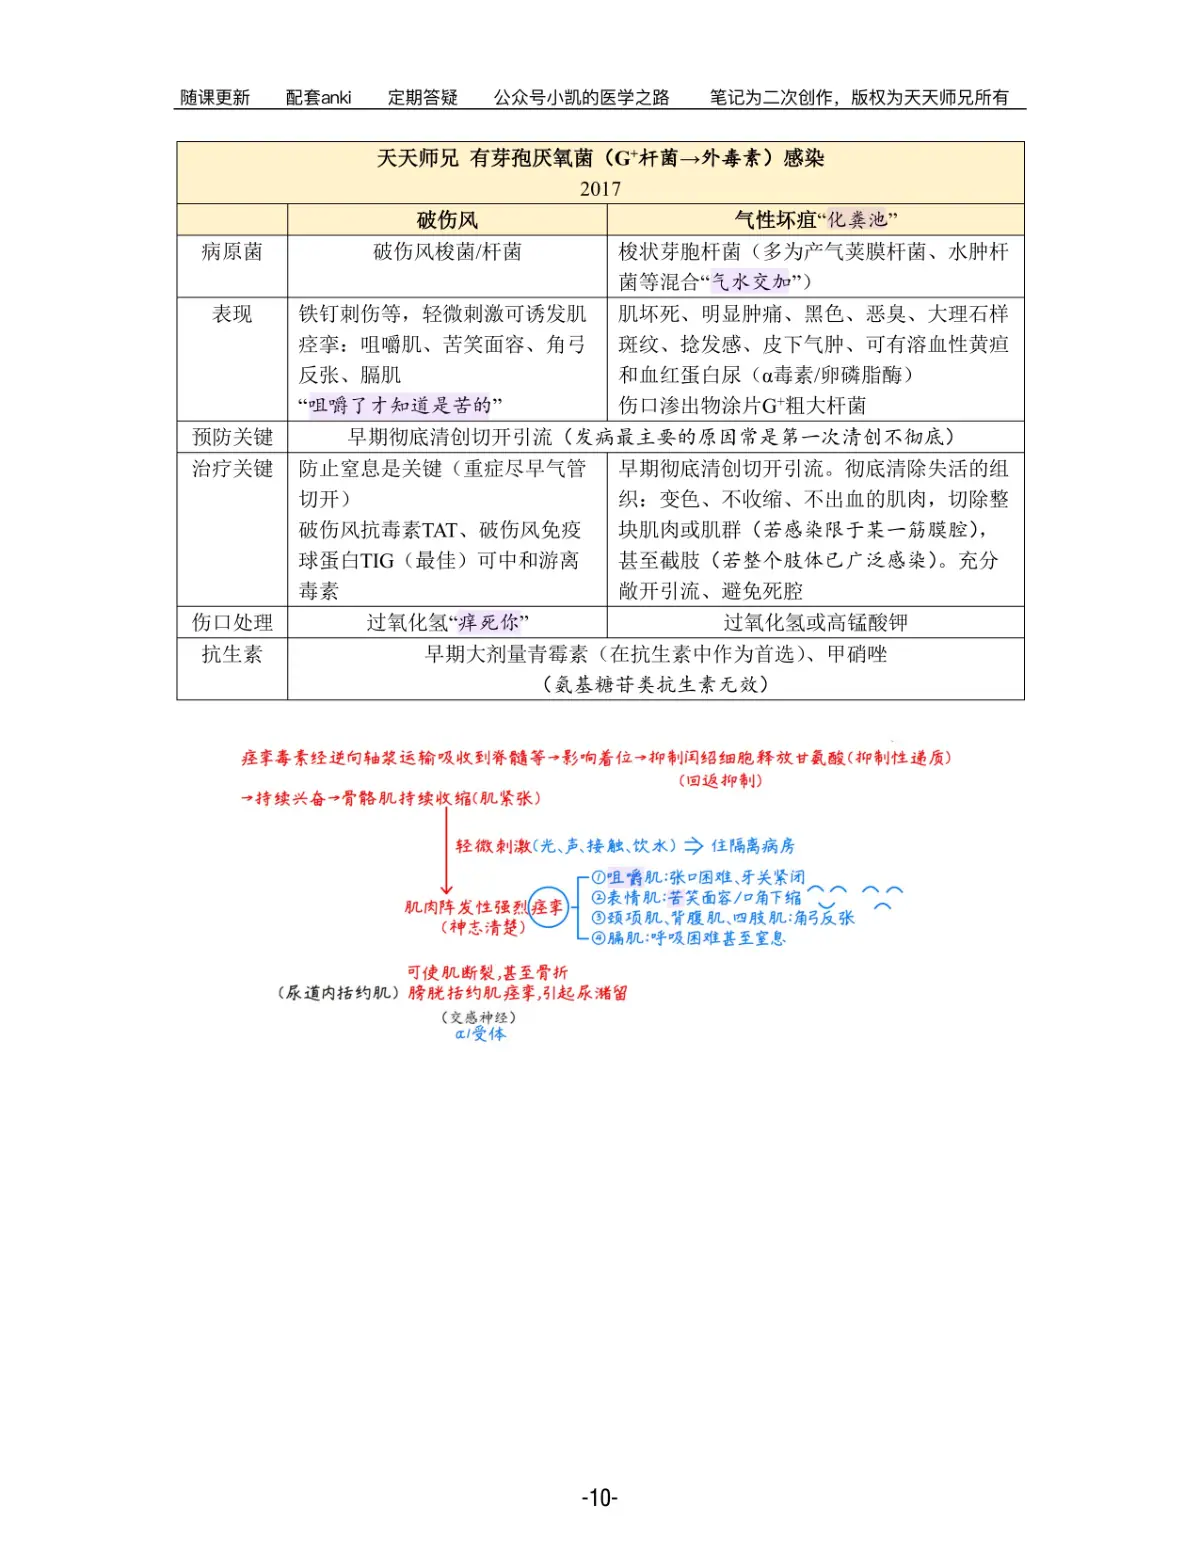 随课更新 配套anki 定期答疑 公众号小凯的医学之路 笔记为二次创作，版权为天天师兄所有
天天师兄 有芽孢厌氧菌（G⁺杆菌→外毒素）感染
2017
破伤风 气性坏疽“化粪池”
病原菌 破伤风梭菌/杆菌 梭状芽胞杆菌（多为产气荚膜杆菌、水肿杆
菌等混合“气水交加”）
表现 铁钉刺伤等，轻微刺激可诱发肌 肌坏死、明显肿痛、黑色、恶臭、大理石样
痉挛：咀嚼肌、苦笑面容、角弓 斑纹、捻发感、皮下气肿、可有溶血性黄疸
反张、膈肌 和血红蛋白尿（α毒素/卵磷脂酶）
“咀嚼了才知道是苦的” 伤口渗出物涂片G⁺粗大杆菌
预防关键 早期彻底清创切开引流（发病最主要的原因常是第一次清创不彻底）
治疗关键 防止窒息是关键（重症尽早气管 早期彻底清创切开引流。彻底清除失活的组
切开） 织：变色、不收缩、不出血的肌肉，切除整
破伤风抗毒素TAT、破伤风免疫 块肌肉或肌群（若感染限于某一筋膜腔），
球蛋白TIG（最佳）可中和游离 甚至截肢（若整个肢体已广泛感染）。充分
毒素 敞开引流、避免死腔
伤口处理 过氧化氢“痒死你” 过氧化氢或高锰酸钾
抗生素 早期大剂量青霉素（在抗生素中作为首选）、甲硝唑
（氨基糖苷类抗生素无效）
痉挛毒素经逆向轴浆运输吸收到脊髓等→影响着位→抑制闰绍细胞释放甘氨酸(抑制性递质)
(回返抑制)
→持续兴奋→骨骼肌持续收缩(肌紧张)
轻微刺激(光、声、接触、饮水)⇒住隔离病房
①咀嚼肌:张口困难、牙关紧闭
②表情肌:苦笑面容/口角下缩
肌肉阵发性强烈痉挛
③颈项肌、背腹肌、四肢肌:角弓反张
(神志清楚)
④膈肌:呼吸困难甚至窒息
可使肌断裂,甚至骨折
(尿道内括约肌)膀胱括约肌痉挛,引起尿潴留
(交感神经)
α1受体
-10-